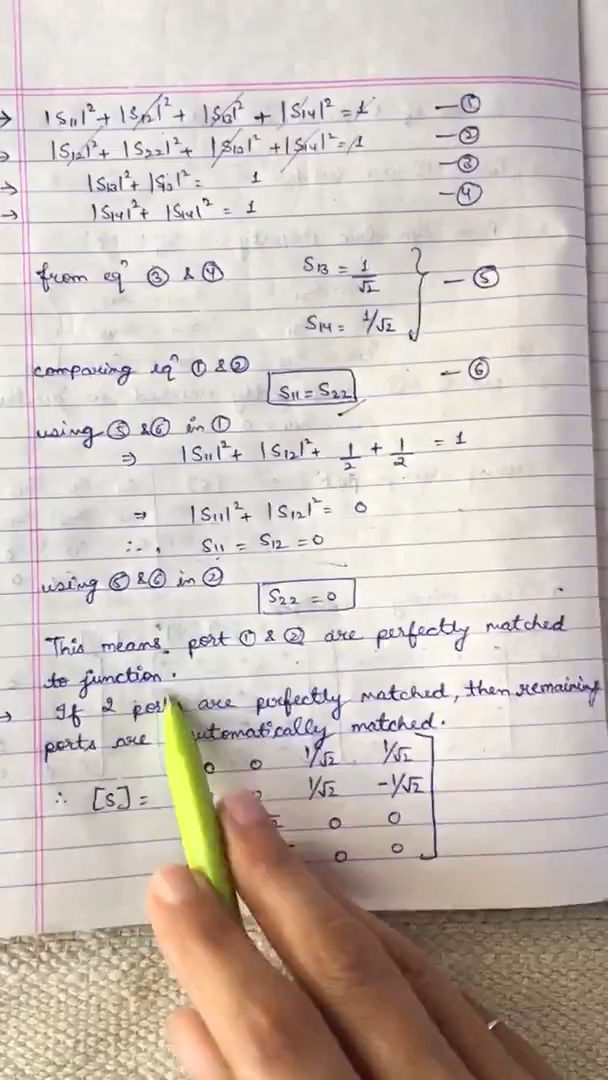 → |S₁₁|² + |S₁₂|² + |S₁₃|² + |S₁₄|² = 1 — ①
→ |S₁₂|² + |S₂₂|² + |S₁₃|² + |S₁₄|² = 1 — ②
→ |S₁₃|² + |S₁₃|² = 1 — ③
→ |S₁₄|² + |S₁₄|² = 1 — ④
from eqⁿ ③ & ④ S₁₃ = 1/√2
S₁₄ = 1/√2 } — ⑤
comparing eqⁿ ① & ②
S₁₁ = S₂₂ — ⑥
using ⑤ & ⑥ in ①
⇒ |S₁₁|² + |S₁₂|² + 1/2 + 1/2 = 1
⇒ |S₁₁|² + |S₁₂|² = 0
∴ S₁₁ = S₁₂ = 0
using ⑤ & ⑥ in ②
S₂₂ = 0
This means port ① & ② are perfectly matched
to junction.
→ If 2 are perfectly matched, then remaining
ports are automatically matched.
0 0 1/√2 1/√2
∴ [S] = 1/√2 -1/√2
0 0
0 0